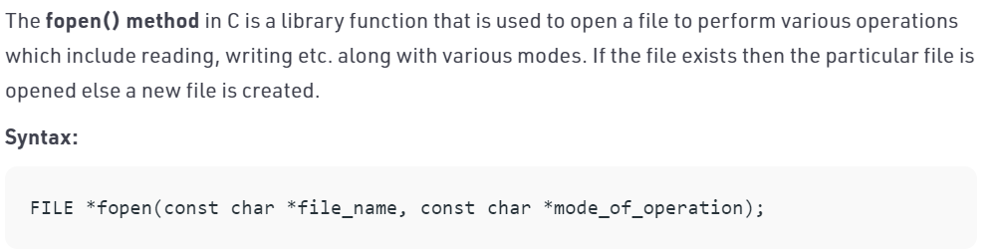 The fopen() method in C is a library function that is used to open a file to perform various operations
which include reading, writing etc. along with various modes. If the file exists then the particular file is
opened else a new file is created.
Syntax:
FILE *fopen(const char *file_name, const char *mode_of_operation);